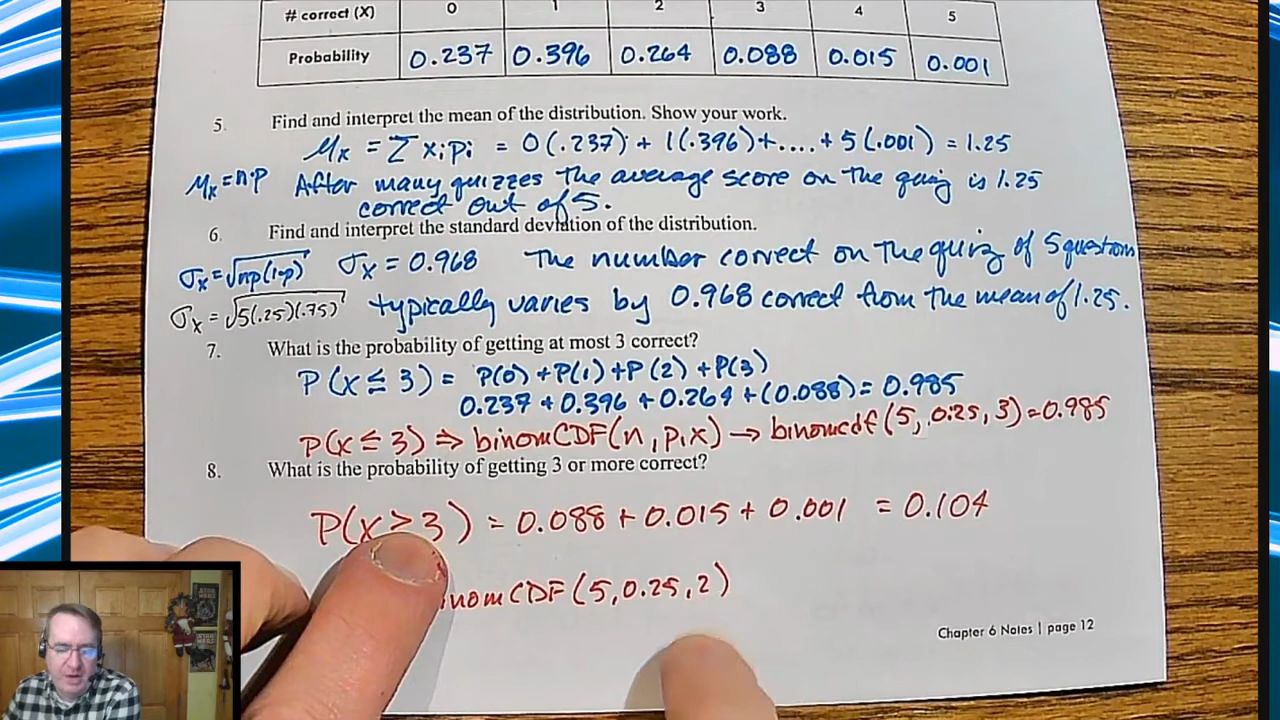 # correct (X) 0 1 2 3 4 5
Probability 0.237 0.396 0.264 0.088 0.015 0.001
5. Find and interpret the mean of the distribution. Show your work.
μx = Σ xipi = 0(.237) + 1(.396)+....+ 5(.001) = 1.25
μx=n·p After many quizzes the average score on the quiz is 1.25
correct out of 5.
6. Find and interpret the standard deviation of the distribution.
σx=√np(1-p) σx = 0.968 The number correct on the quiz of 5 questions
σx = √5(.25)(.75) typically varies by 0.968 correct from the mean of 1.25.
7. What is the probability of getting at most 3 correct?
P(x ≤ 3) = P(0) + P(1) + P(2) + P(3)
0.237 + 0.396 + 0.264 + (0.088) = 0.985
P(x ≤ 3) ⇒ binomCDF(n, p, x) → binomcdf(5, 0.25, 3) = 0.985
8. What is the probability of getting 3 or more correct?
P(x ≥ 3) = 0.088 + 0.015 + 0.001 = 0.104
inomCDF(5, 0.25, 2)
Chapter 6 Notes | page 12